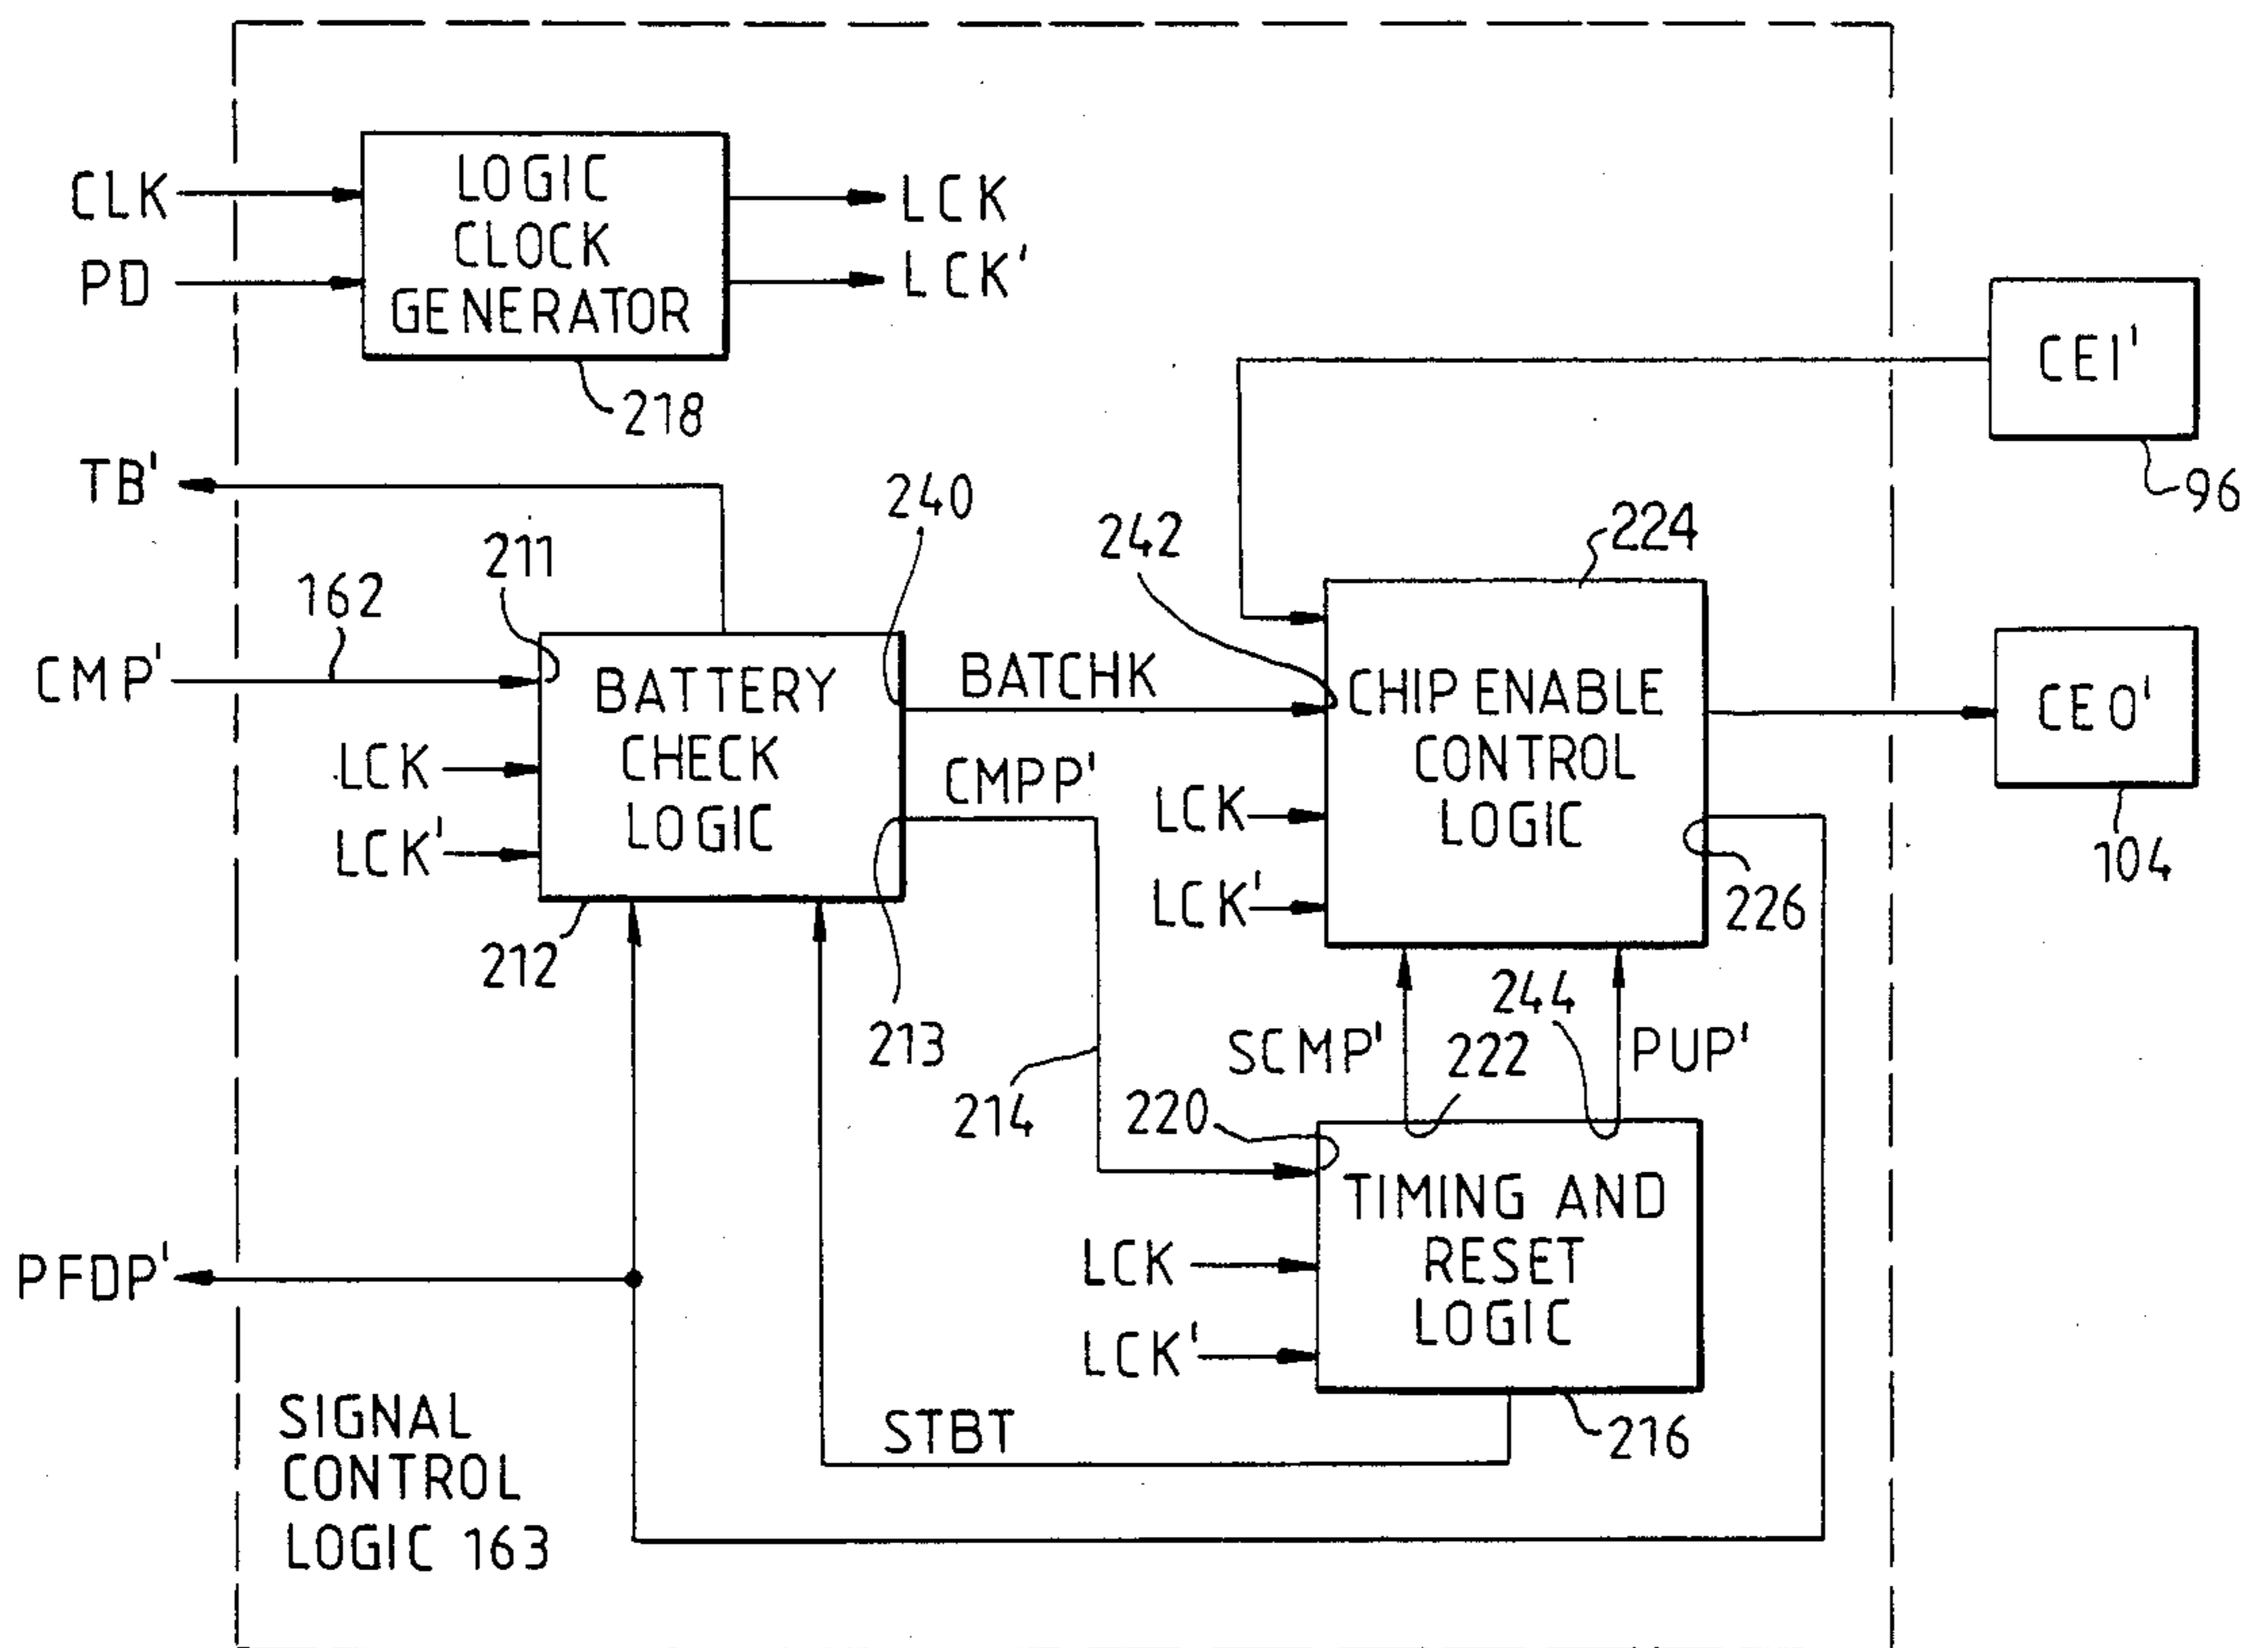 CLK
PD
LOGIC
CLOCK
GENERATOR
LCK
LCK'
218
CEI'
96
TB'
240
211
242
224
162
CMP'
BATTERY
CHECK
LOGIC
LCK
LCK'
212
BATCHK
CMPP'
213
214
CHIP ENABLE
CONTROL
LOGIC
LCK
LCK'
226
CEO'
104
SCMP'
222
244
PUP'
220
TIMING AND
RESET
LOGIC
LCK
LCK'
216
PFDP'
STBT
SIGNAL
CONTROL
LOGIC 163